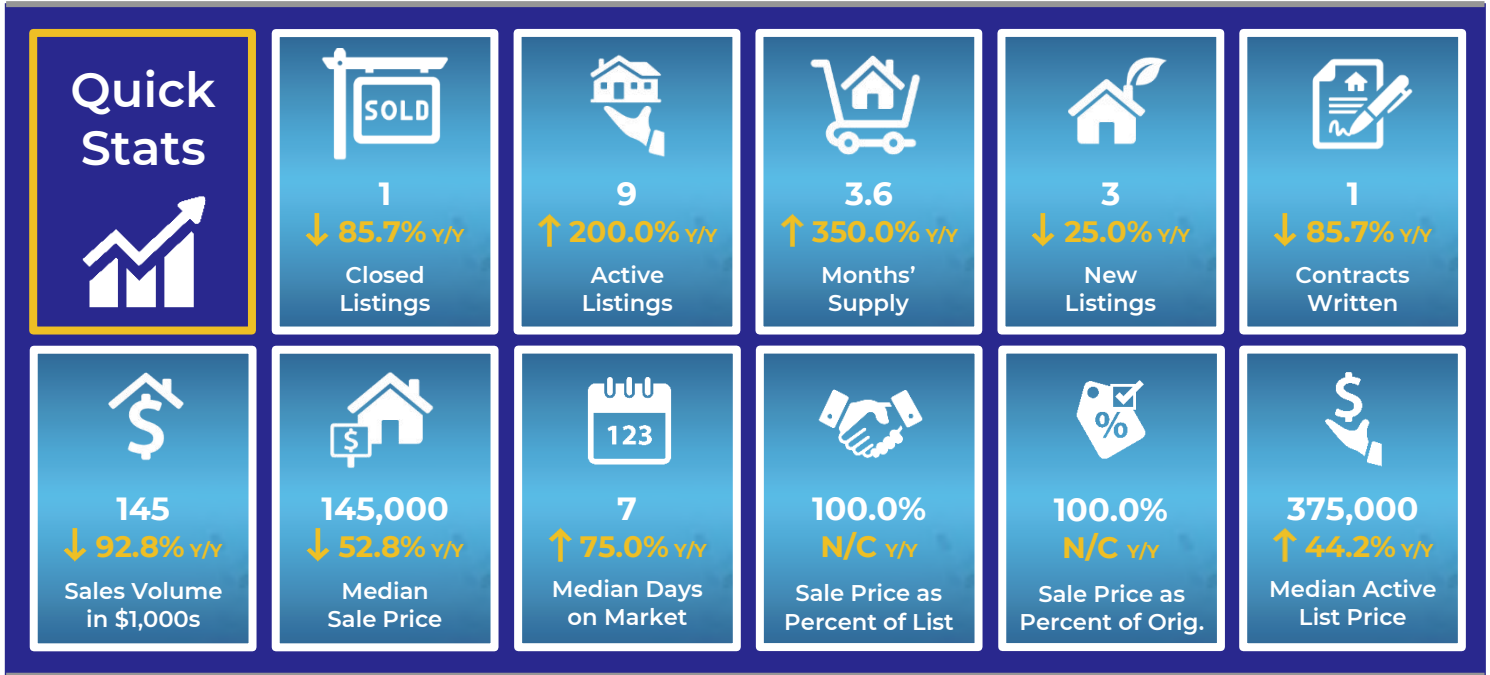 Quick
Stats
SOLD
1
↓ 85.7% Y/Y
Closed
Listings
9
↑ 200.0% Y/Y
Active
Listings
3.6
↑ 350.0% Y/Y
Months’
Supply
3
↓ 25.0% Y/Y
New
Listings
1
↓ 85.7% Y/Y
Contracts
Written
$
145
↓ 92.8% Y/Y
Sales Volume
in $1,000s
$
145,000
↓ 52.8% Y/Y
Median
Sale Price
123
7
↑ 75.0% Y/Y
Median Days
on Market
100.0%
N/C Y/Y
Sale Price as
Percent of List
%
100.0%
N/C Y/Y
Sale Price as
Percent of Orig.
$
375,000
↑ 44.2% Y/Y
Median Active
List Price